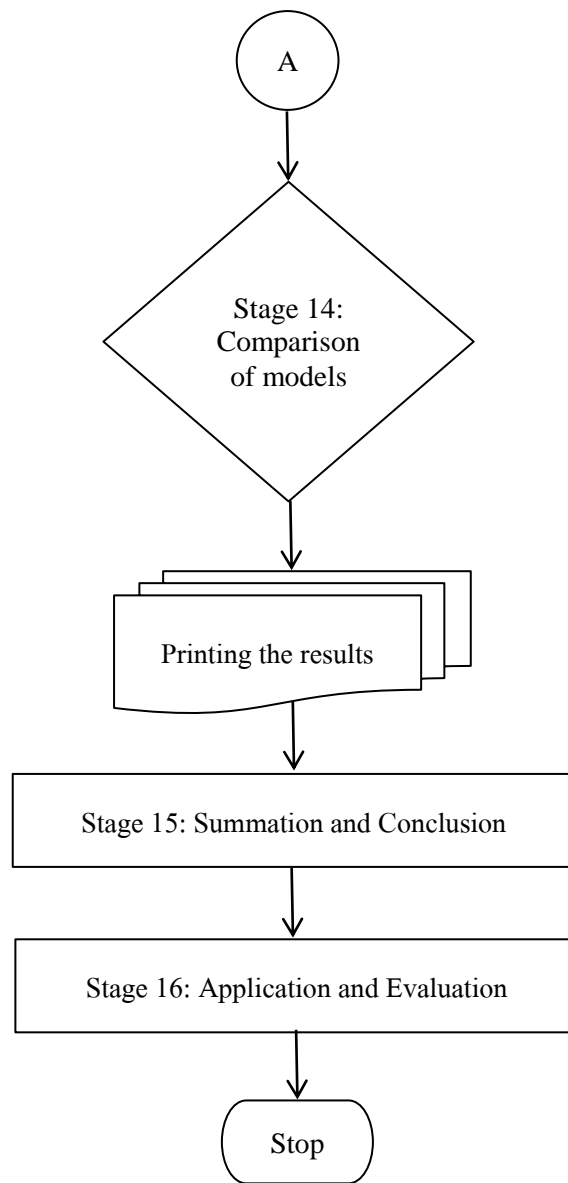 A
Stage 14:
Comparison
of models
Printing the results
Stage 15: Summation and Conclusion
Stage 16: Application and Evaluation
Stop